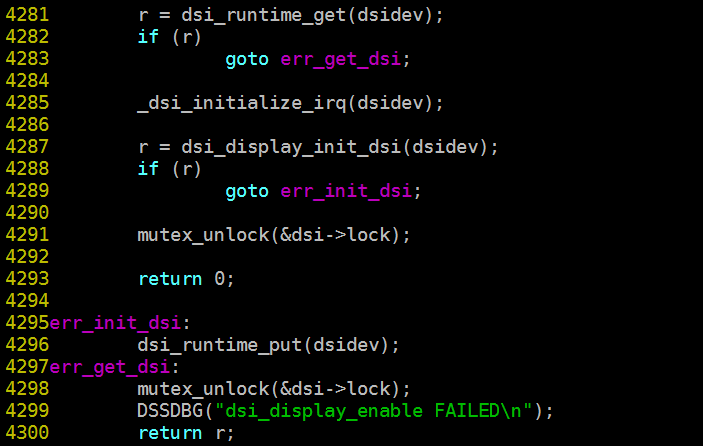 4281        r = dsi_runtime_get(dsidev);
4282        if (r)
4283                goto err_get_dsi;
4284
4285        _dsi_initialize_irq(dsidev);
4286
4287        r = dsi_display_init_dsi(dsidev);
4288        if (r)
4289                goto err_init_dsi;
4290
4291        mutex_unlock(&dsi->lock);
4292
4293        return 0;
4294
4295err_init_dsi:
4296        dsi_runtime_put(dsidev);
4297err_get_dsi:
4298        mutex_unlock(&dsi->lock);
4299        DSSDBG("dsi_display_enable FAILED\n");
4300        return r;